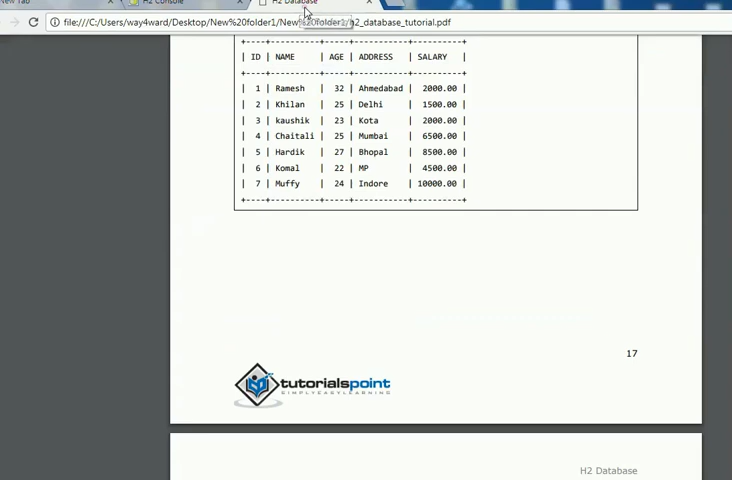 New Tab
H2 Console
H2 Database
file:///C:/Users/way4ward/Desktop/New%20folder1/New%20folder1/h2_database_tutorial.pdf
+----+----------+-----+-----------+----------+
| ID | NAME | AGE | ADDRESS | SALARY |
+----+----------+-----+-----------+----------+
| 1 | Ramesh | 32 | Ahmedabad | 2000.00 |
| 2 | Khilan | 25 | Delhi | 1500.00 |
| 3 | kaushik | 23 | Kota | 2000.00 |
| 4 | Chaitali | 25 | Mumbai | 6500.00 |
| 5 | Hardik | 27 | Bhopal | 8500.00 |
| 6 | Komal | 22 | MP | 4500.00 |
| 7 | Muffy | 24 | Indore | 10000.00 |
+----+----------+-----+-----------+----------+
17
tutorialspoint
SIMPLYEASYLEARNING
H2 Database